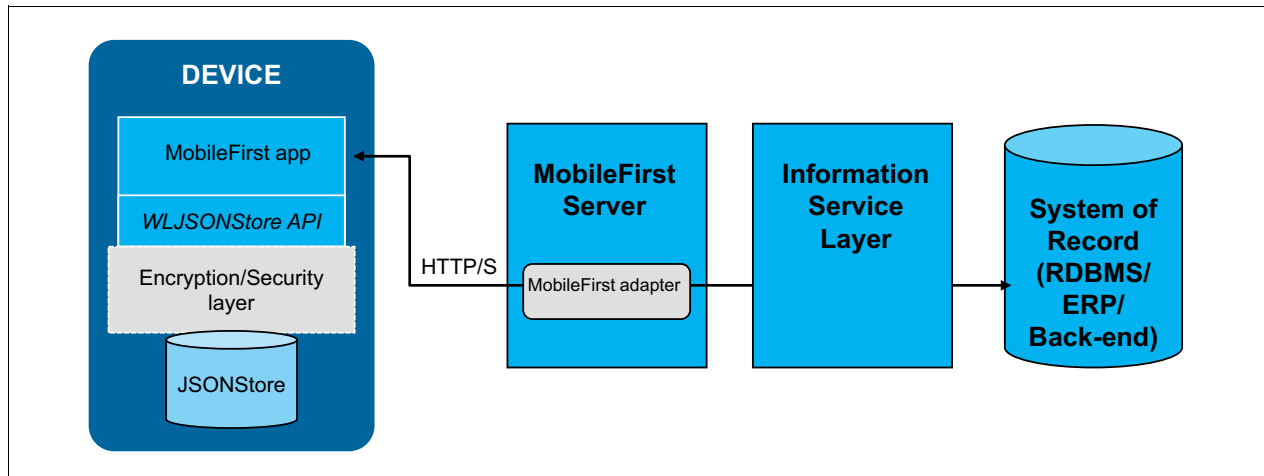 DEVICE
MobileFirst app
WLJSONStore API
Encryption/Security
layer
JSONStore
HTTP/S
MobileFirst
Server
MobileFirst adapter
Information
Service
Layer
System of
Record
(RDBMS/
ERP/
Back-end)